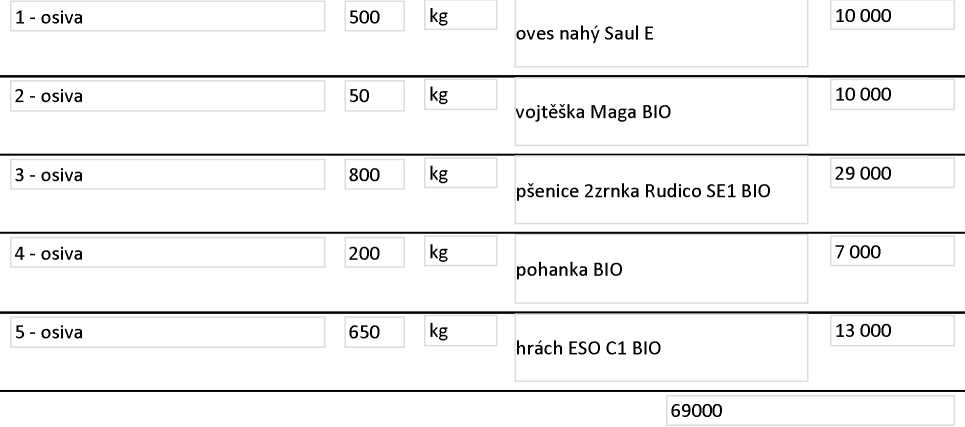 1 - osiva 500 kg oves nahý Saul E 10 000
2 - osiva 50 kg vojtěška Maga BIO 10 000
3 - osiva 800 kg pšenice 2zrnka Rudico SE1 BIO 29 000
4 - osiva 200 kg pohanka BIO 7 000
5 - osiva 650 kg hrách ESO C1 BIO 13 000
69000